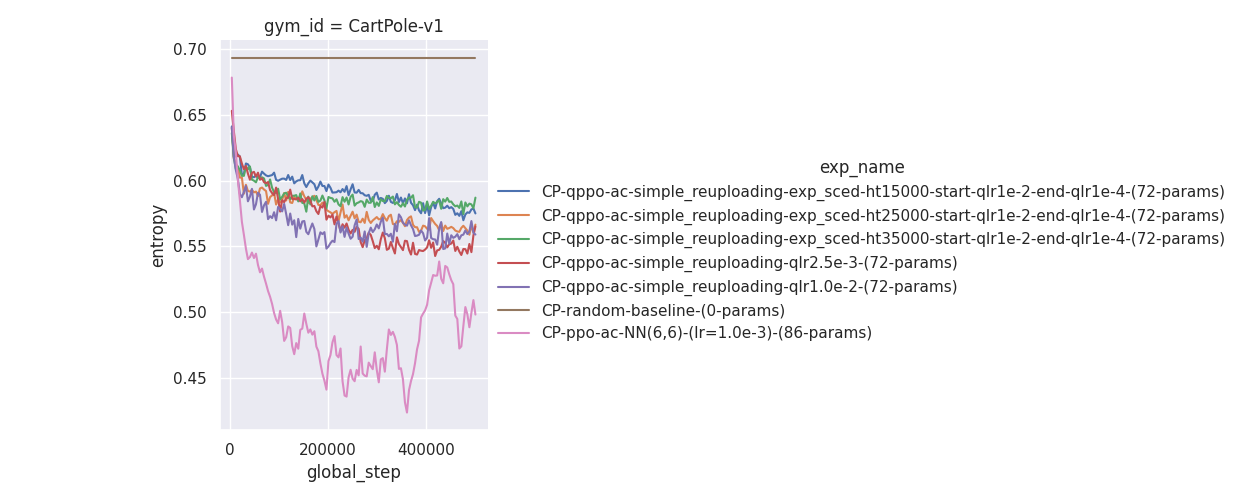 gym_id = CartPole-v1
0.70
0.65
0.60
0.55
0.50
0.45
entropy
0
200000
400000
global_step
exp_name
CP-qppo-ac-simple_reuploading-exp_sced-ht15000-start-qlr1e-2-end-qlr1e-4-(72-params)
CP-qppo-ac-simple_reuploading-exp_sced-ht25000-start-qlr1e-2-end-qlr1e-4-(72-params)
CP-qppo-ac-simple_reuploading-exp_sced-ht35000-start-qlr1e-2-end-qlr1e-4-(72-params)
CP-qppo-ac-simple_reuploading-qlr2.5e-3-(72-params)
CP-qppo-ac-simple_reuploading-qlr1.0e-2-(72-params)
CP-random-baseline-(0-params)
CP-ppo-ac-NN(6,6)-(lr=1.0e-3)-(86-params)